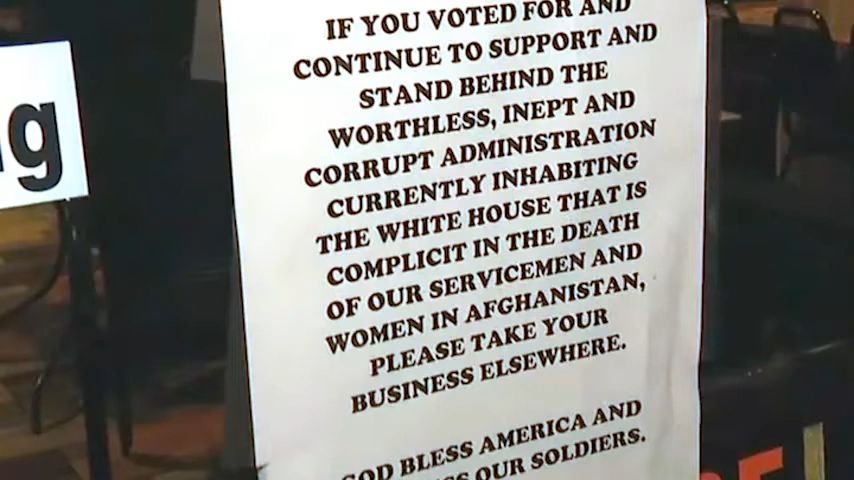 IF YOU VOTED FOR AND
CONTINUE TO SUPPORT AND
STAND BEHIND THE
WORTHLESS, INEPT AND
CORRUPT ADMINISTRATION
CURRENTLY INHABITING
THE WHITE HOUSE THAT IS
COMPLICIT IN THE DEATH
OF OUR SERVICEMEN AND
WOMEN IN AFGHANISTAN,
PLEASE TAKE YOUR
BUSINESS ELSEWHERE.
GOD BLESS AMERICA AND
OUR SOLDIERS.